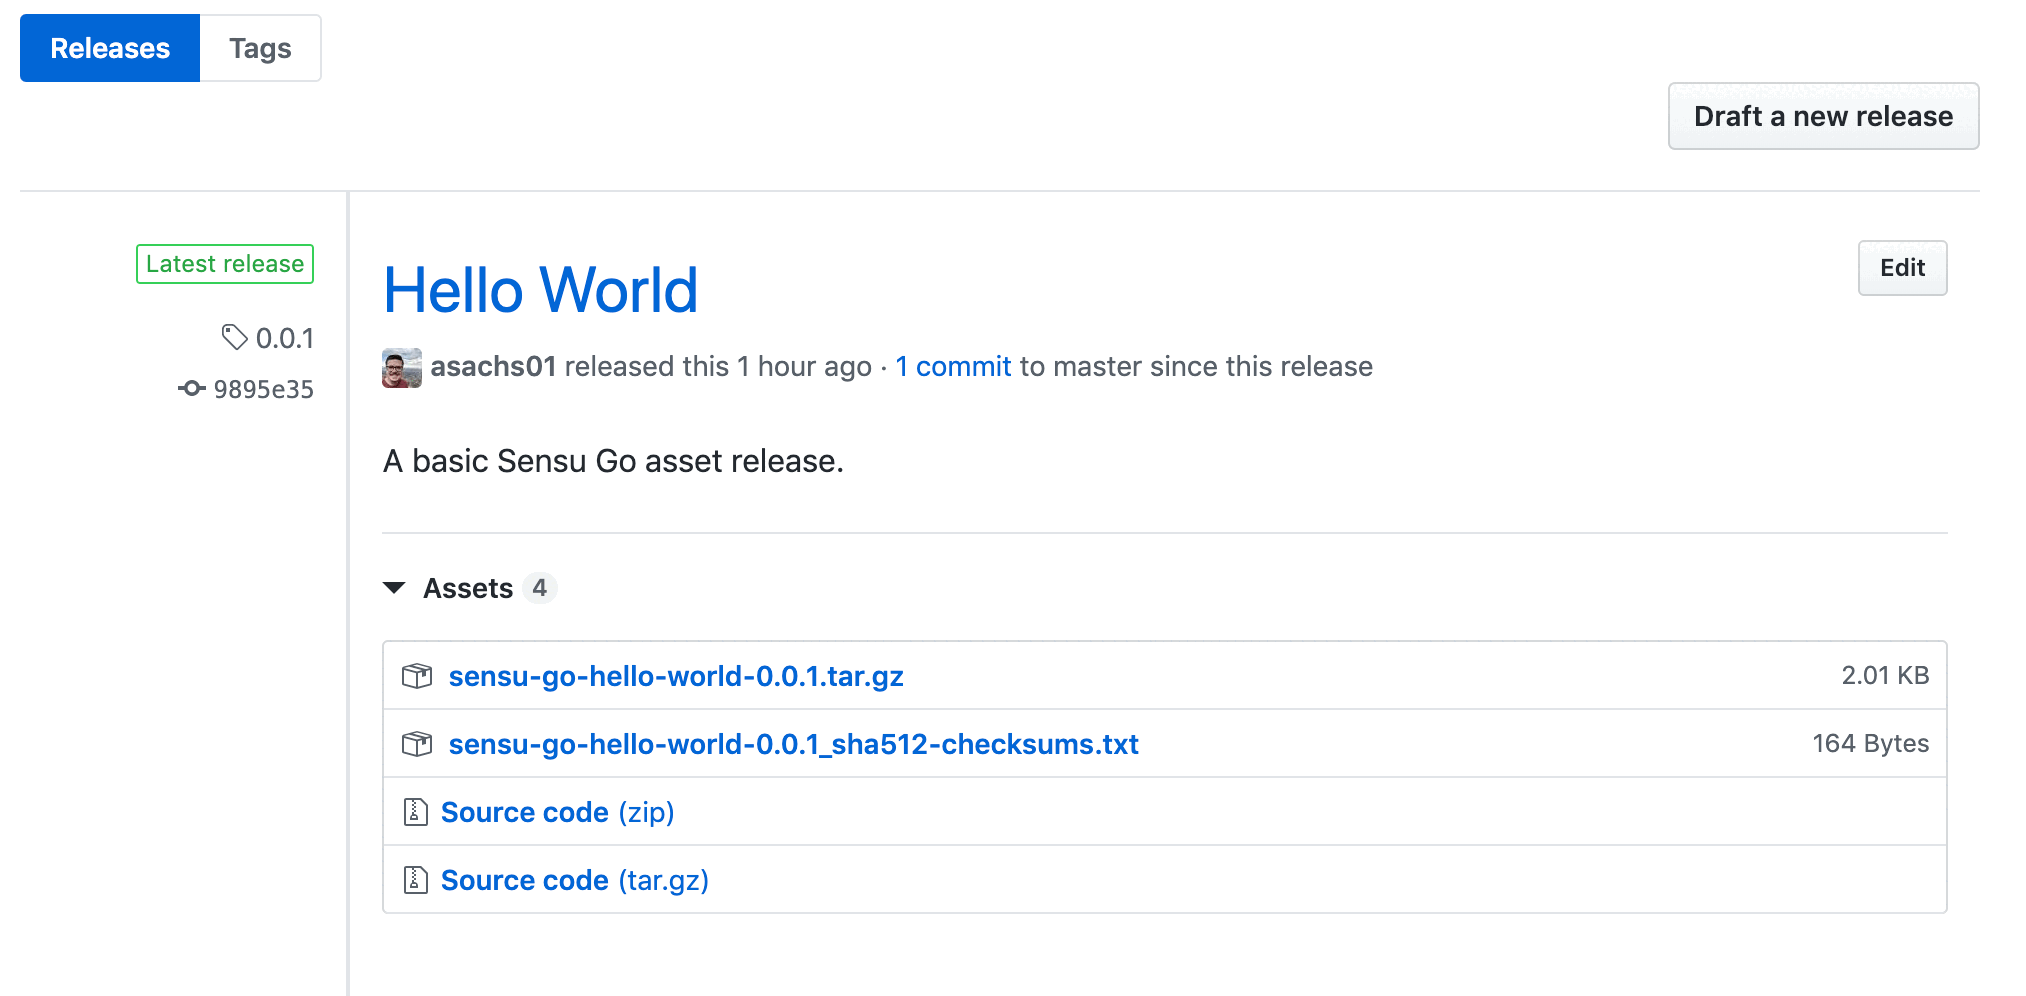 Releases Tags
Draft a new release
Latest release
0.0.1
9895e35
Hello World
Edit
asachs01 released this 1 hour ago · 1 commit to master since this release
A basic Sensu Go asset release.
Assets 4
sensu-go-hello-world-0.0.1.tar.gz 2.01 KB
sensu-go-hello-world-0.0.1_sha512-checksums.txt 164 Bytes
Source code (zip)
Source code (tar.gz)